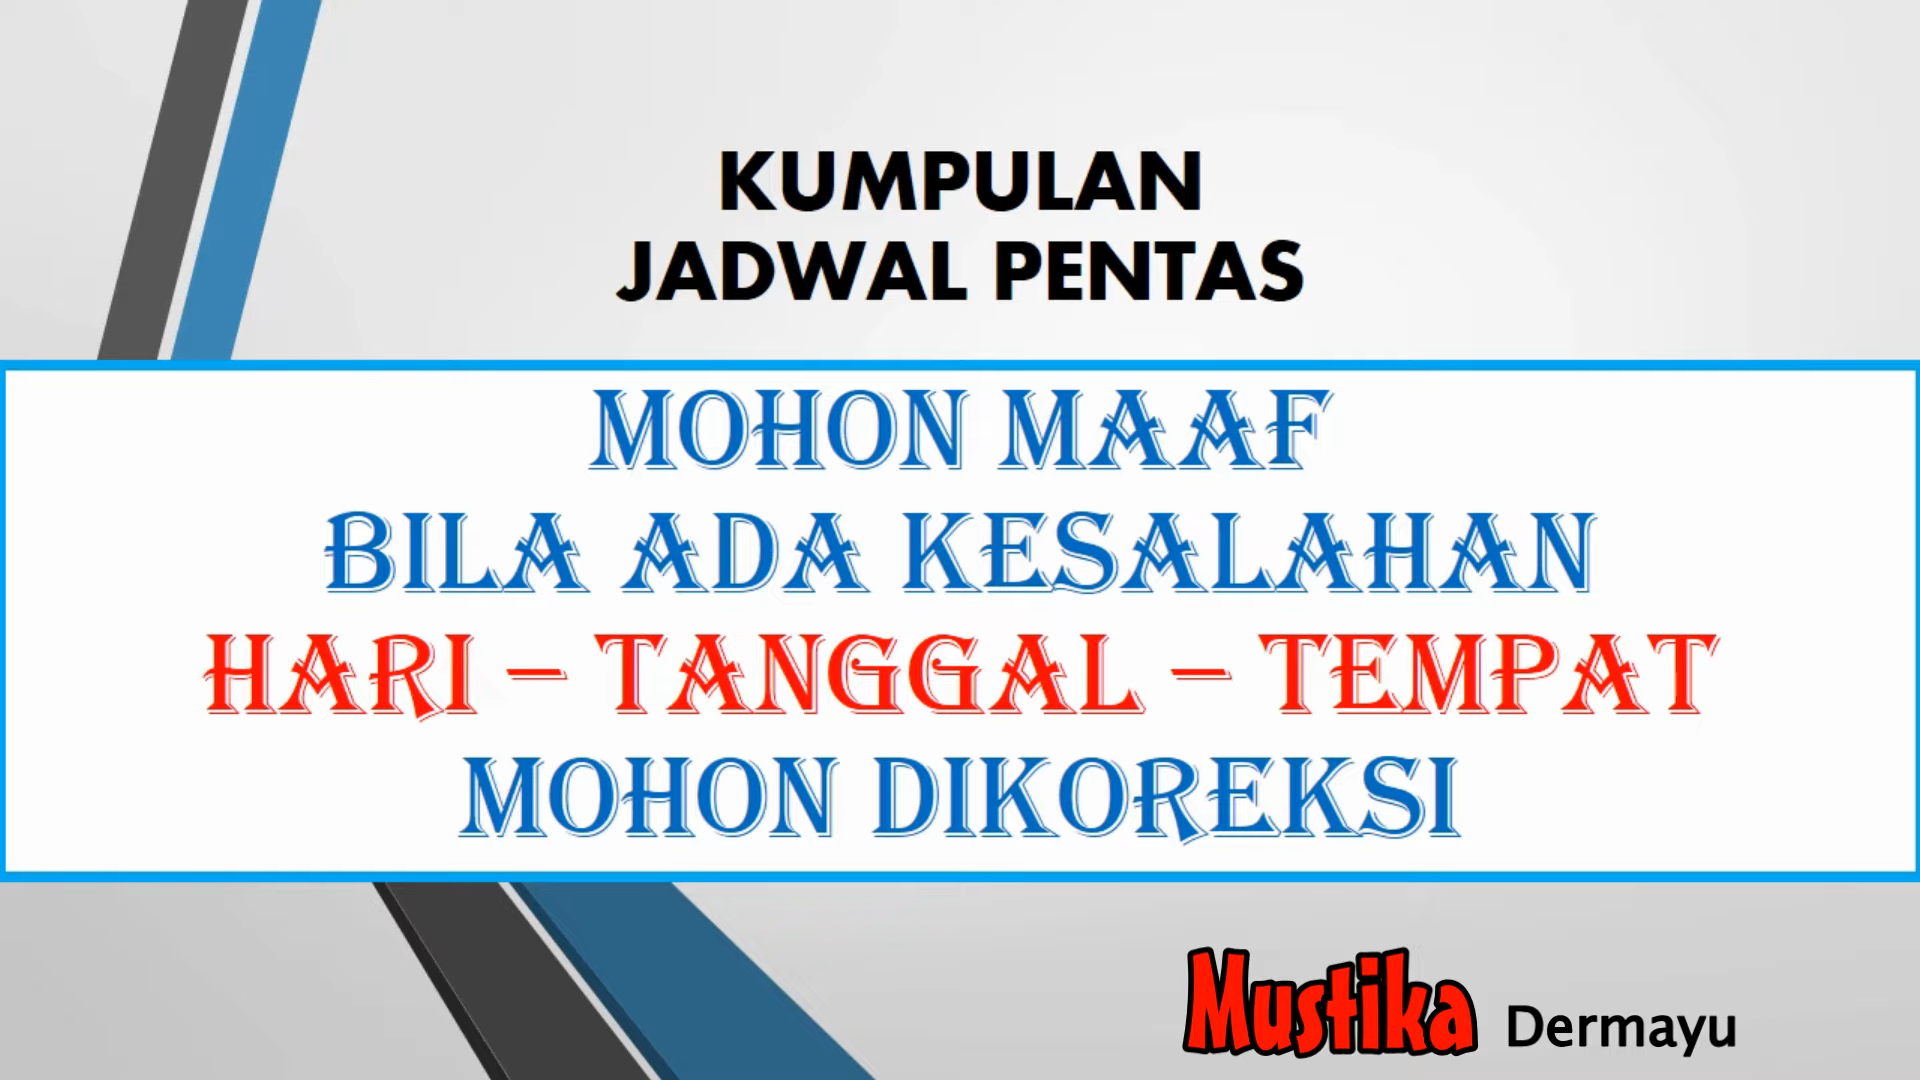 KUMPULAN
JADWAL PENTAS
MOHON MAAF
BILA ADA KESALAHAN
HARI – TANGGAL – TEMPAT
MOHON DIKOREKSI
Mustika Dermayu